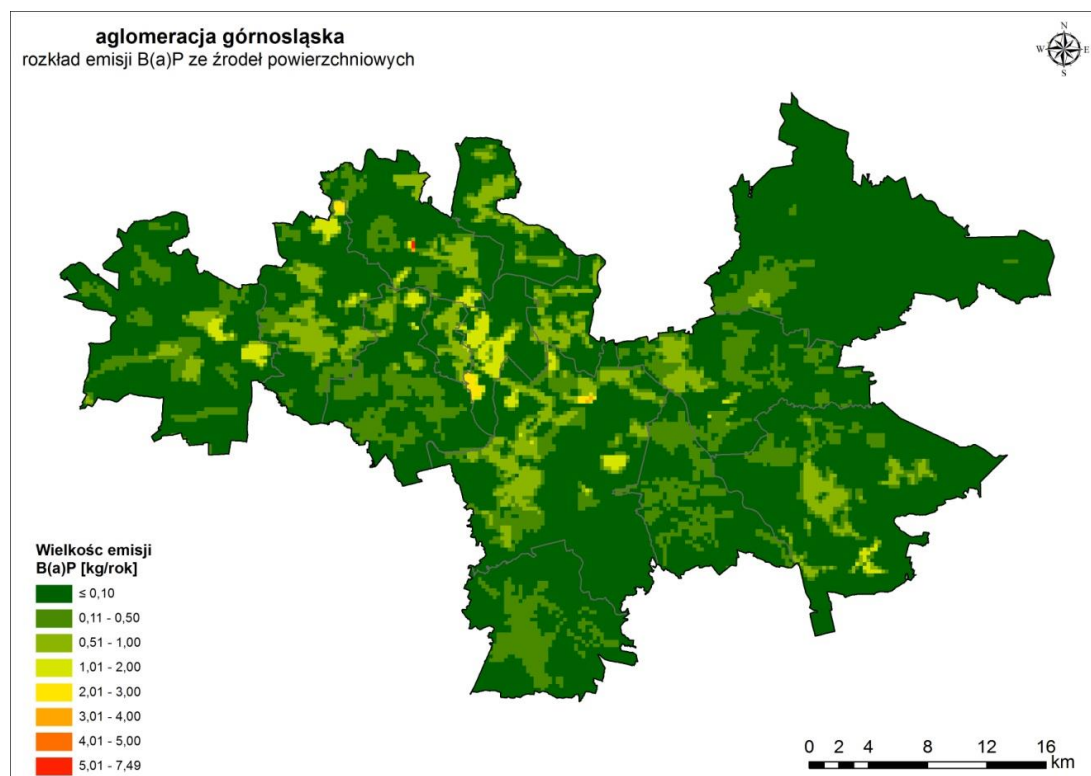 aglomeracja górnośląska
rozkład emisji B(a)P ze źrodeł powierzchniowych
N
W E
S
Wielkośc emisji
B(a)P [kg/rok]
≤ 0,10
0,11 - 0,50
0,51 - 1,00
1,01 - 2,00
2,01 - 3,00
3,01 - 4,00
4,01 - 5,00
5,01 - 7,49
0 2 4 8 12 16
km